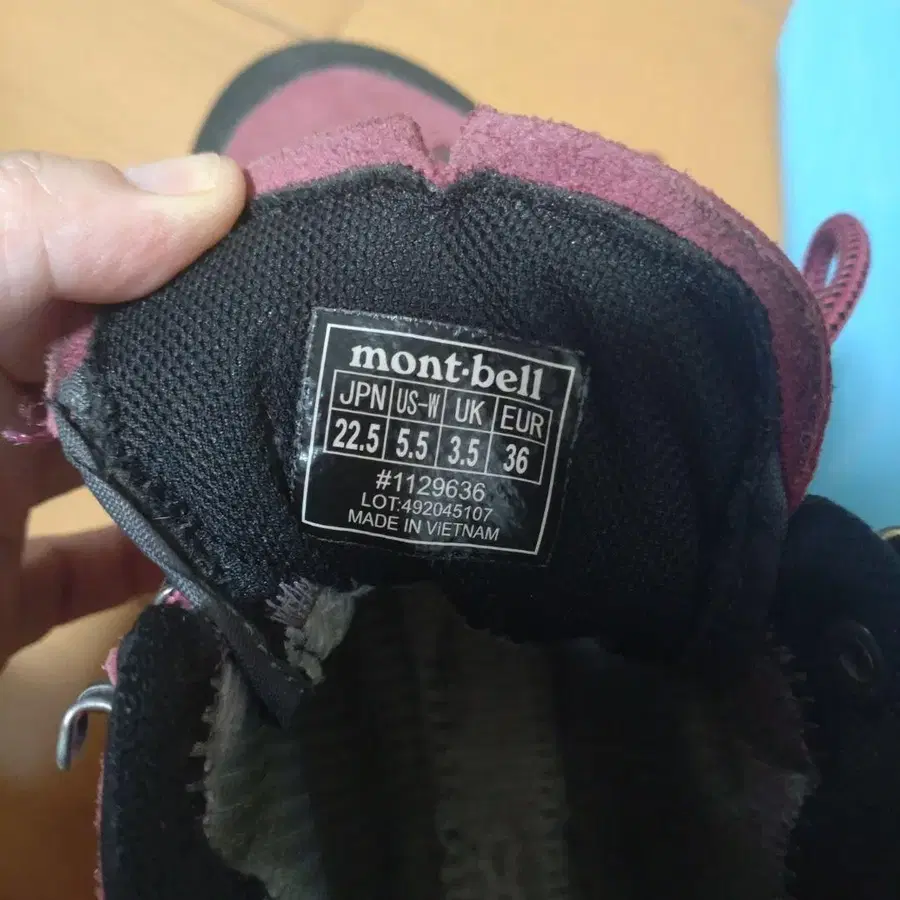 mont-bell
JPN US-W UK EUR
22.5 5.5 3.5 36
#1129636
LOT:492045107
MADE IN ViETNAM